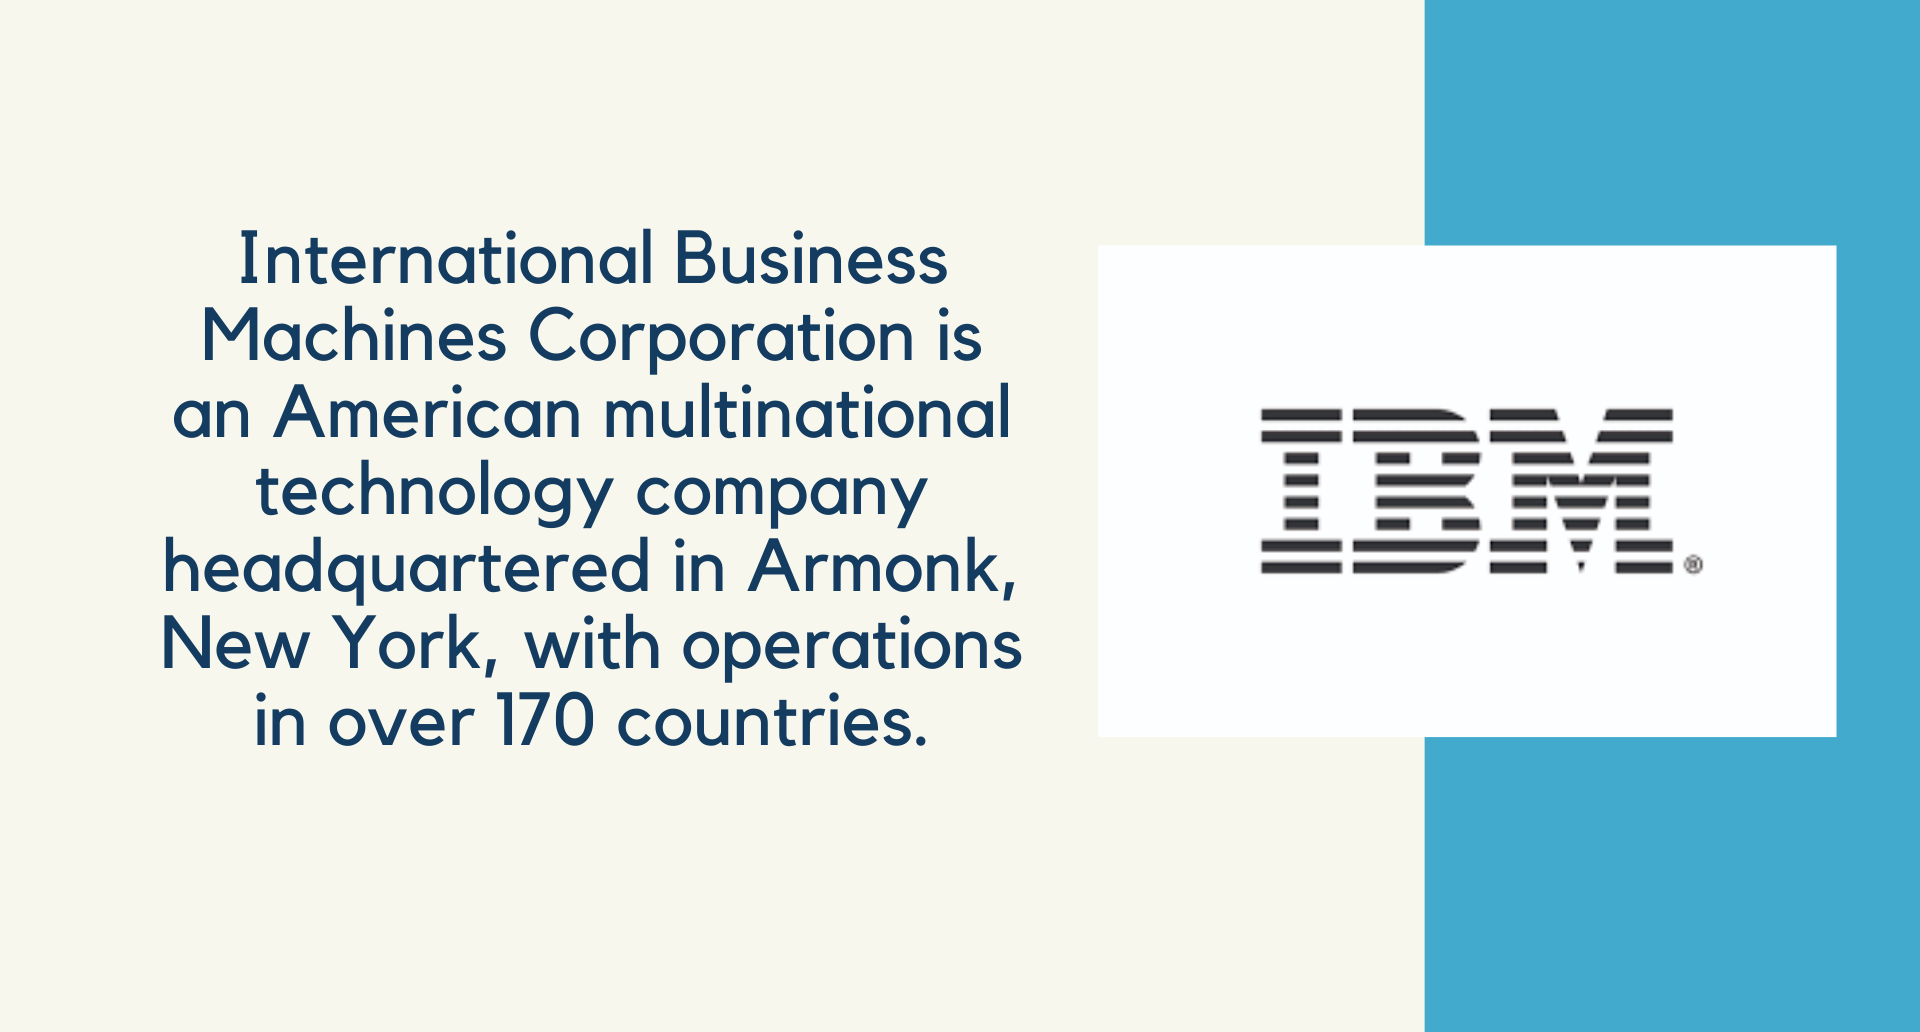 International Business
Machines Corporation is
an American multinational
technology company
headquartered in Armonk,
New York, with operations
in over 170 countries.
IBM®